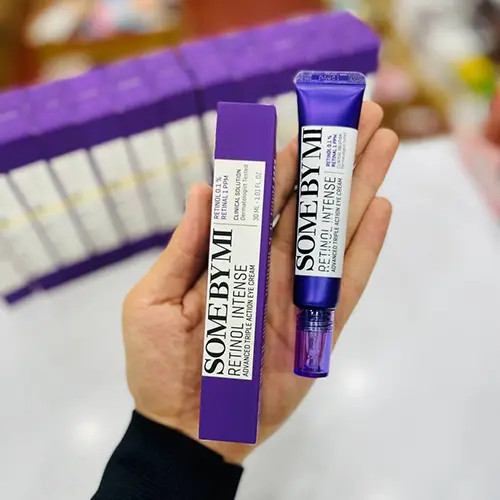 SOME BY MI
RETINOL INTENSE
ADVANCED TRIPLE ACTION EYE CREAM
RETINOL 0.1%
RETINAL 1 PPM
CLINICAL SOLUTION
Dermatologist Tested
30 ML · 1.01 FL. OZ.
SOME BY MI
RETINOL INTENSE
ADVANCED TRIPLE ACTION EYE CREAM
RETINOL 0.1%
RETINAL 1 PPM
CLINICAL SOLUTION